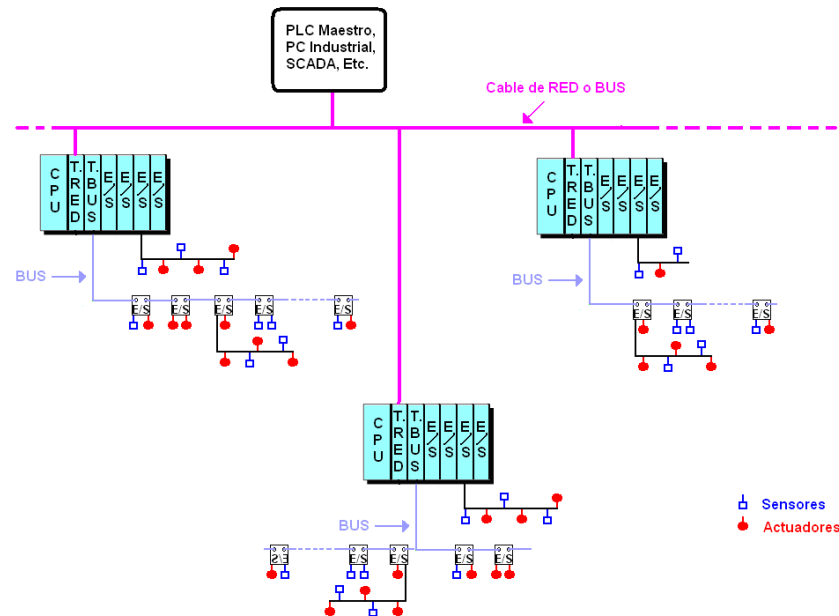 PLC Maestro,
PC Industrial,
SCADA, Etc.
Cable de RED o BUS
CPU
T.RED
T.BUS
E/S
E/S
E/S
E/S
CPU
T.RED
T.BUS
E/S
E/S
E/S
E/S
BUS
BUS
E/S
E/S
E/S
E/S
E/S
E/S
E/S
E/S
CPU
T.RED
T.BUS
E/S
E/S
E/S
E/S
BUS
Sensores
Actuadores
E/S
E/S
E/S
E/S
E/S